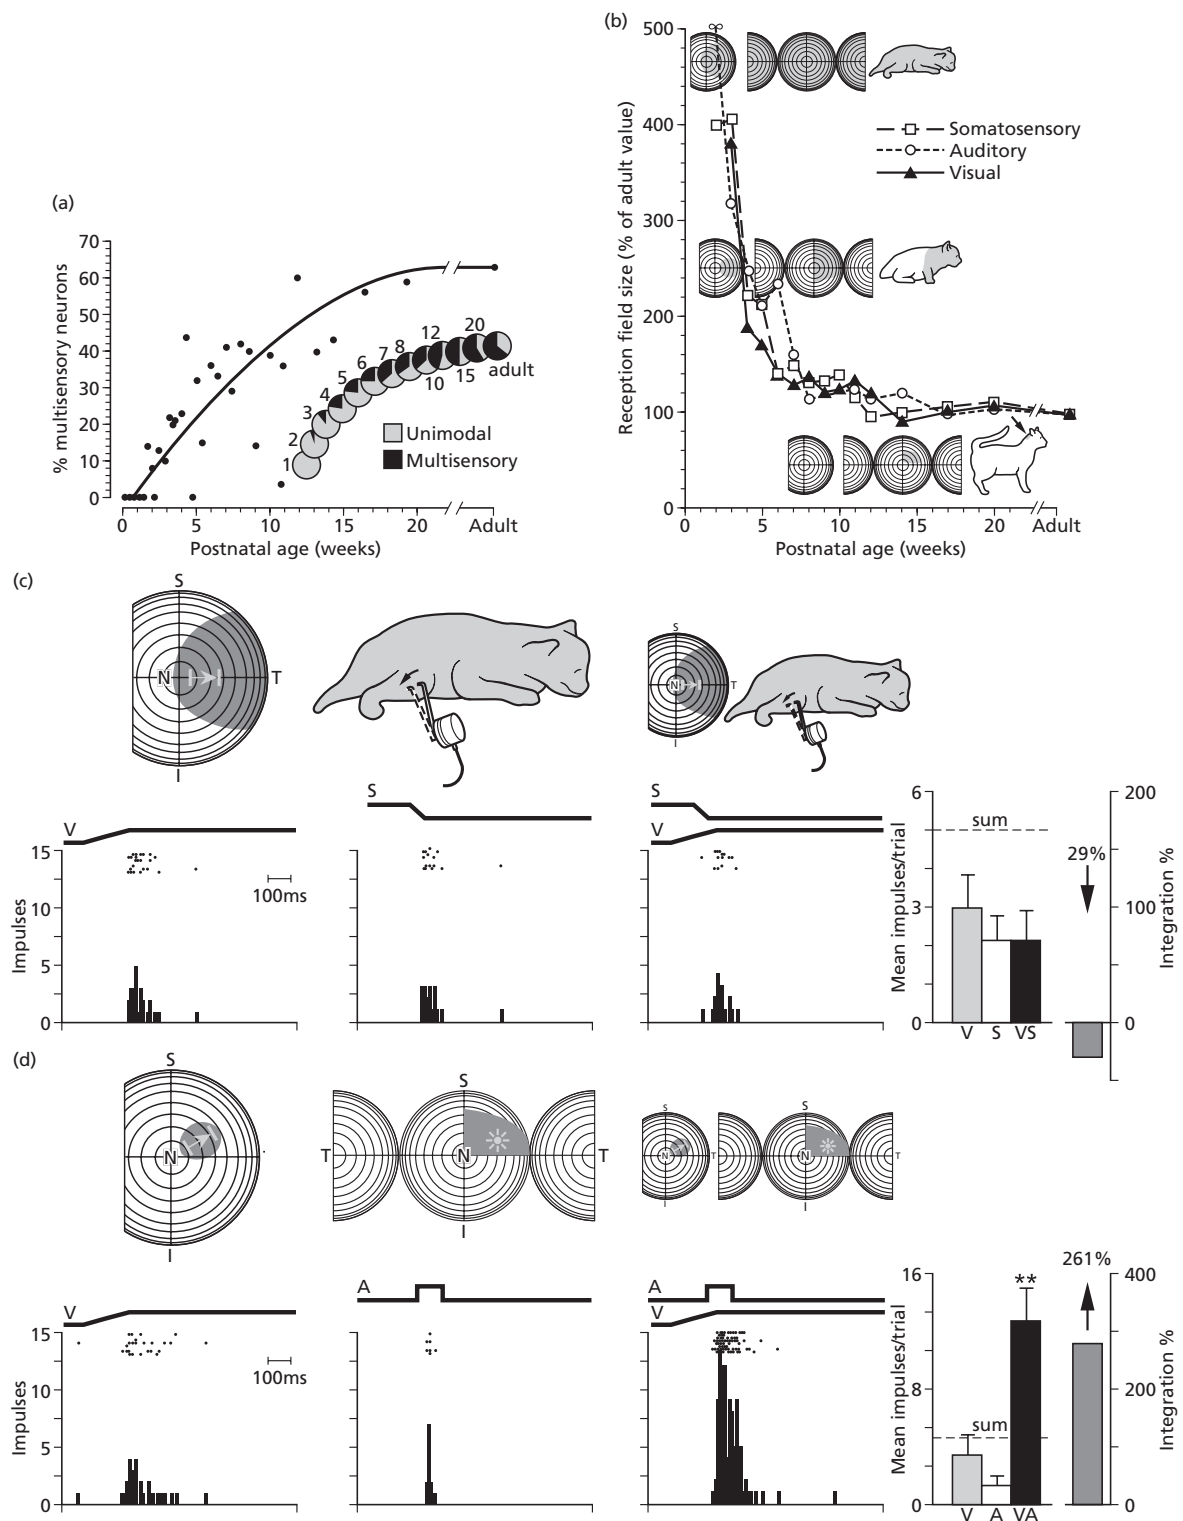 (a)
% multisensory neurons
70
60
50
40
30
20
10
0
0 5 10 15 20 Adult
Postnatal age (weeks)
1 2 3 4 5 6 7 8 10 12 15 20 adult
Unimodal
Multisensory
(b)
Reception field size (% of adult value)
500
400
300
200
100
0
0 5 10 15 20 Adult
Postnatal age (weeks)
Somatosensory
Auditory
Visual
(c)
S
N T
I
S
N T
I
V
S
S
V
Impulses
15
10
5
0
100ms
Mean impulses/trial
6
3
0
sum
V S VS
29%
200
100
0
Integration %
(d)
S
N
I
S
T N T
I
S
N T
I
S
N T
I
V
A
A
V
Impulses
15
10
5
0
100ms
Mean impulses/trial
16
8
0
sum
**
V A VA
261%
400
200
0
Integration %